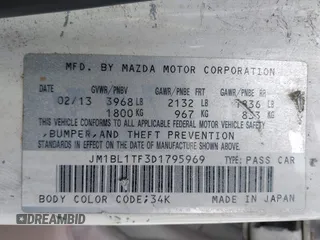 MFD. BY MAZDA MOTOR CORPORATION
DATE GVWR/PNBV GAWR/PNBE FRT GAWR/PNBE RR
02/13 3968 LB 2132 LB 1836 LB
1800 KG 967 KG 833 KG
THIS VEHICLE CONFORMS TO ALL APPLICABLE FEDERAL MOTOR VEHICLE SAFETY
, BUMPER, AND THEFT PREVENTION
STANDARDS IN EFFECT ON THE DATE OF MANUFACTURE SHOWN ABOVE.
JM1BL1TF3D1795969 TYPE: PASS CAR
BODY COLOR CODE; 34K MADE IN JAPAN
DREAMBID